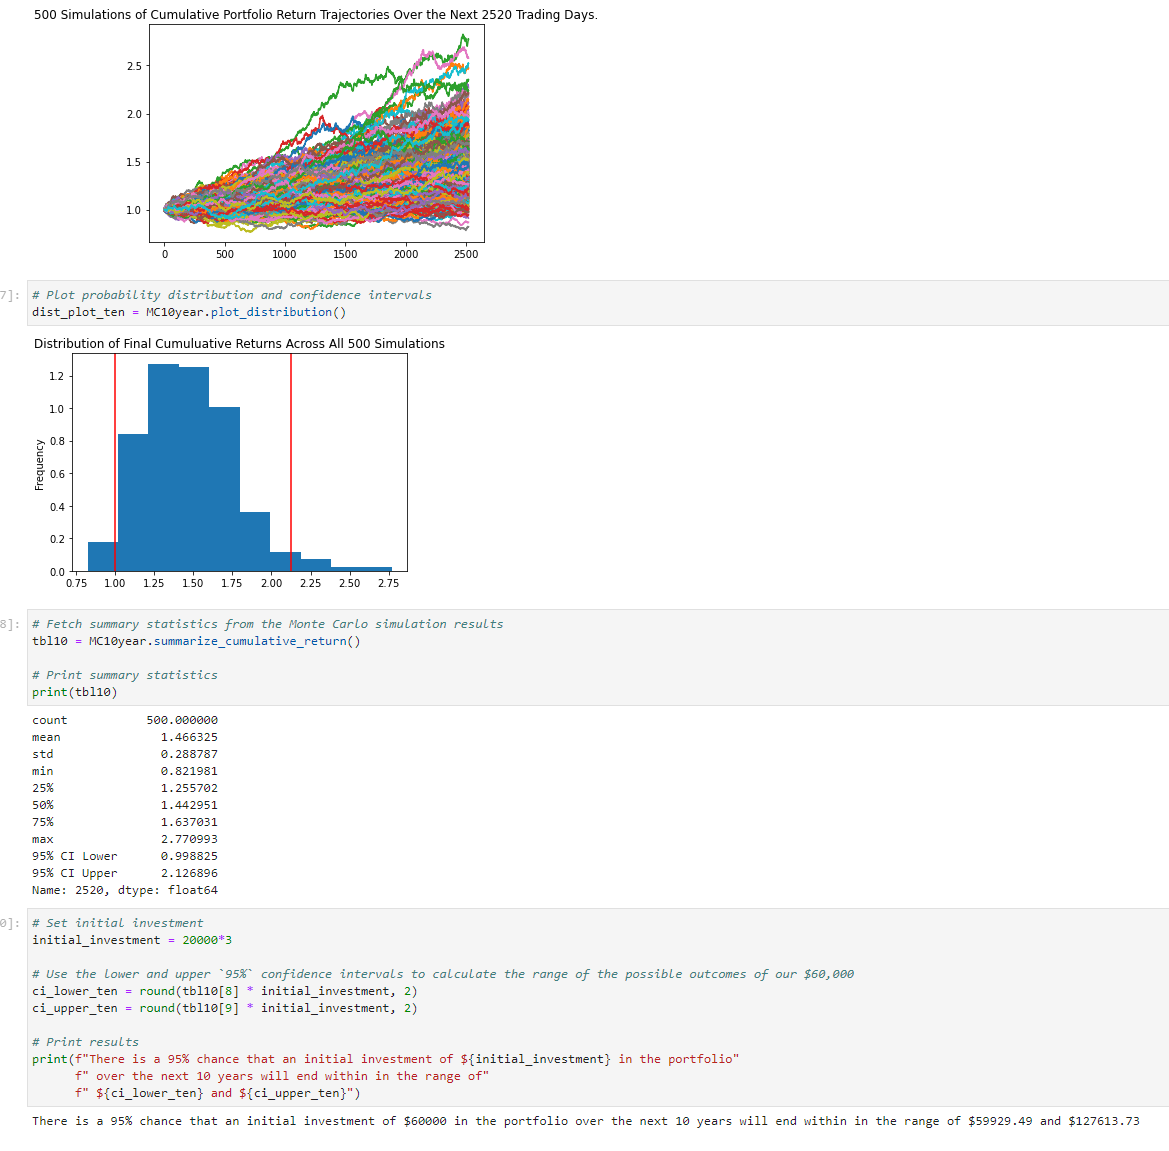 500 Simulations of Cumulative Portfolio Return Trajectories Over the Next 2520 Trading Days.
2.5
2.0
1.5
1.0
0 500 1000 1500 2000 2500
7]: # Plot probability distribution and confidence intervals
dist_plot_ten = MC10year.plot_distribution()
Distribution of Final Cumuluative Returns Across All 500 Simulations
1.2
1.0
0.8
0.6
0.4
0.2
0.0
Frequency
0.75 1.00 1.25 1.50 1.75 2.00 2.25 2.50 2.75
8]: # Fetch summary statistics from the Monte Carlo simulation results
tbl10 = MC10year.summarize_cumulative_return()
# Print summary statistics
print(tbl10)
count 500.000000
mean 1.466325
std 0.288787
min 0.821981
25% 1.255702
50% 1.442951
75% 1.637031
max 2.770993
95% CI Lower 0.998825
95% CI Upper 2.126896
Name: 2520, dtype: float64
0]: # Set initial investment
initial_investment = 20000*3
# Use the lower and upper `95%` confidence intervals to calculate the range of the possible outcomes of our $60,000
ci_lower_ten = round(tbl10[8] * initial_investment, 2)
ci_upper_ten = round(tbl10[9] * initial_investment, 2)
# Print results
print(f"There is a 95% chance that an initial investment of ${initial_investment} in the portfolio"
f" over the next 10 years will end within in the range of"
f" ${ci_lower_ten} and ${ci_upper_ten}")
There is a 95% chance that an initial investment of $60000 in the portfolio over the next 10 years will end within in the range of $59929.49 and $127613.73